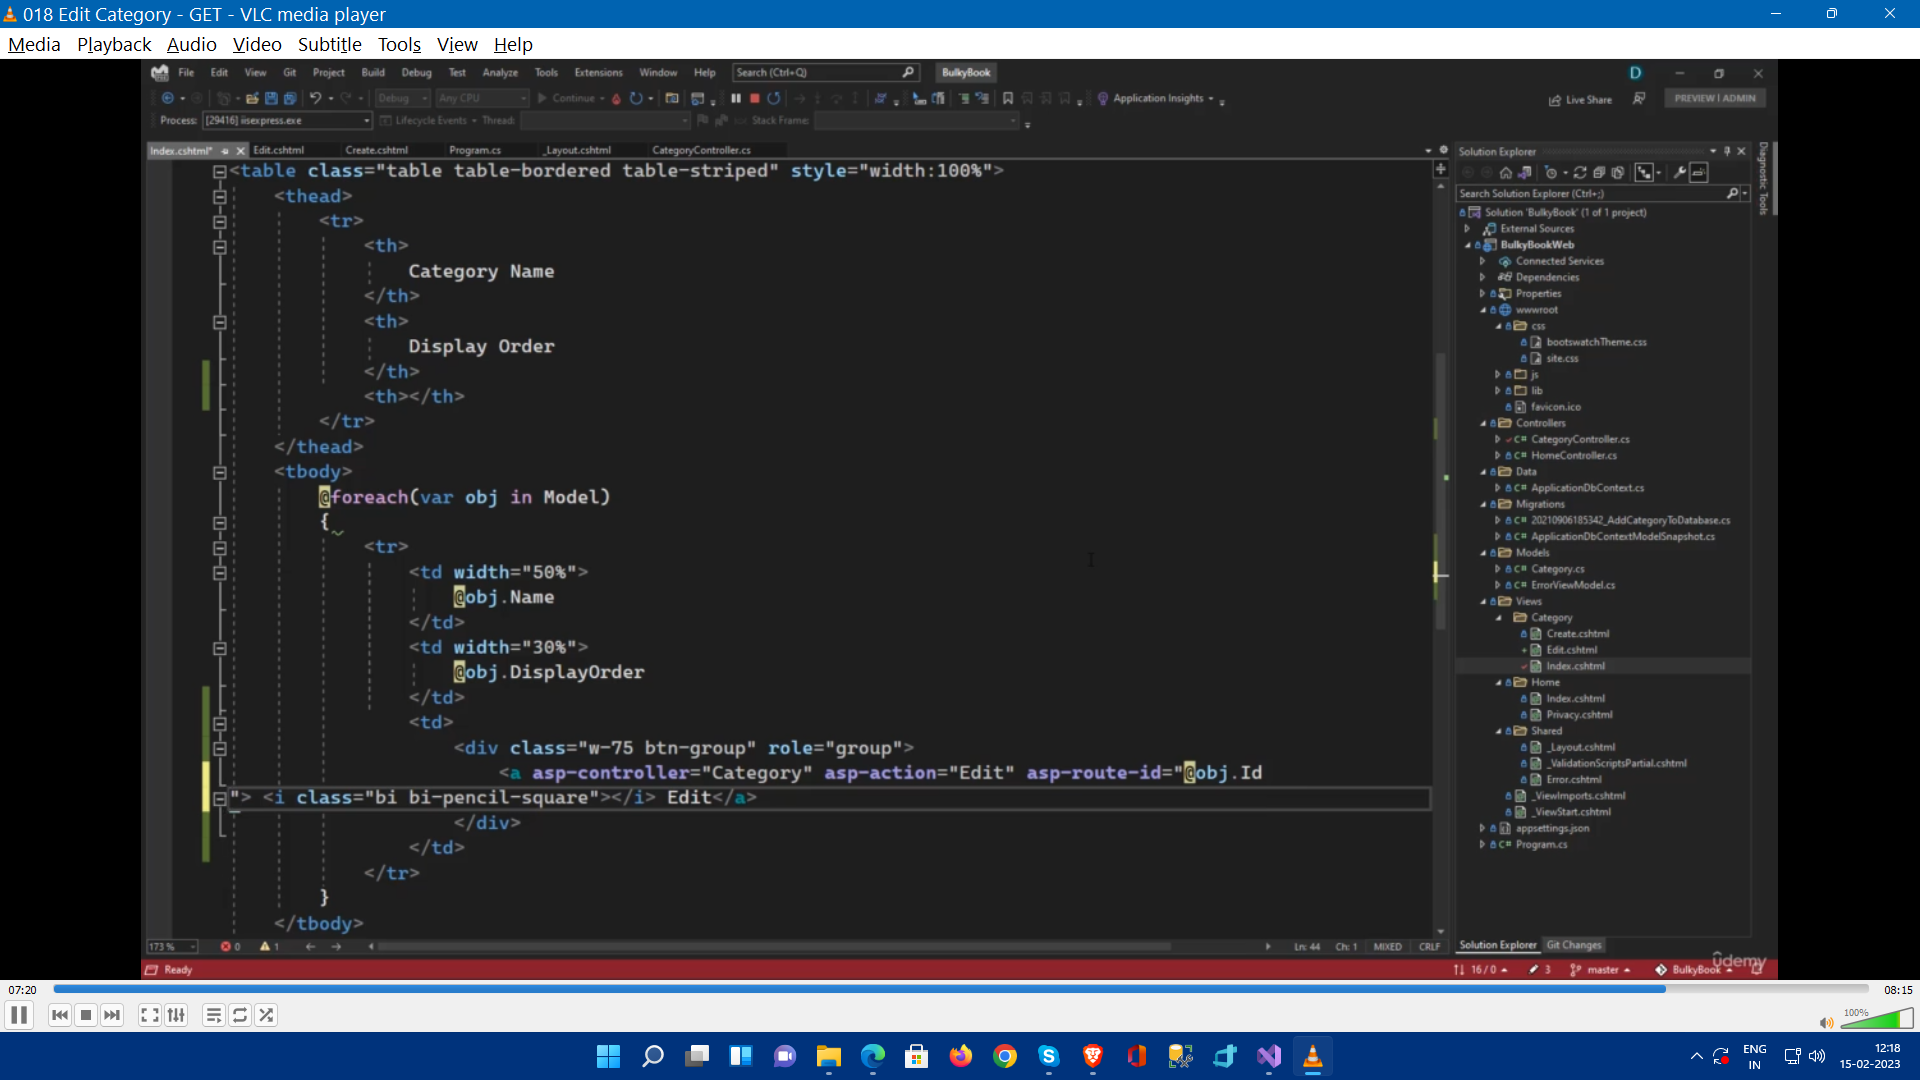 018 Edit Category - GET - VLC media player
Media Playback Audio Video Subtitle Tools View Help
File Edit View Git Project Build Debug Test Analyze Tools Extensions Window Help Search (Ctrl+Q) BulkyBook D
Debug Any CPU Continue Application Insights Live Share PREVIEW | ADMIN
Process: [29416] iisexpress.exe Lifecycle Events Thread: Stack Frame:
Index.cshtml* Edit.cshtml Create.cshtml Program.cs _Layout.cshtml CategoryController.cs
<table class="table table-bordered table-striped" style="width:100%">
<thead>
<tr>
<th>
Category Name
</th>
<th>
Display Order
</th>
<th></th>
</tr>
</thead>
<tbody>
@foreach(var obj in Model)
{
<tr>
<td width="50%">
@obj.Name
</td>
<td width="30%">
@obj.DisplayOrder
</td>
<td>
<div class="w-75 btn-group" role="group">
<a asp-controller="Category" asp-action="Edit" asp-route-id="@obj.Id
"> <i class="bi bi-pencil-square"></i> Edit</a>
</div>
</td>
</tr>
}
</tbody>
173 % 0 1 Ln: 44 Ch: 1 MIXED CRLF
Solution Explorer
Search Solution Explorer (Ctrl+;)
Solution 'BulkyBook' (1 of 1 project)
External Sources
BulkyBookWeb
Connected Services
Dependencies
Properties
wwwroot
css
bootswatchTheme.css
site.css
js
lib
favicon.ico
Controllers
C# CategoryController.cs
C# HomeController.cs
Data
C# ApplicationDbContext.cs
Migrations
C# 20210906185342_AddCategoryToDatabase.cs
C# ApplicationDbContextModelSnapshot.cs
Models
C# Category.cs
C# ErrorViewModel.cs
Views
Category
Create.cshtml
Edit.cshtml
Index.cshtml
Home
Index.cshtml
Privacy.cshtml
Shared
_Layout.cshtml
_ValidationScriptsPartial.cshtml
Error.cshtml
_ViewImports.cshtml
_ViewStart.cshtml
appsettings.json
C# Program.cs
Solution Explorer Git Changes
Diagnostic Tools
udemy
Ready 16 / 0 3 master BulkyBook
07:20 08:15
100%
ENG
IN
12:18
15-02-2023